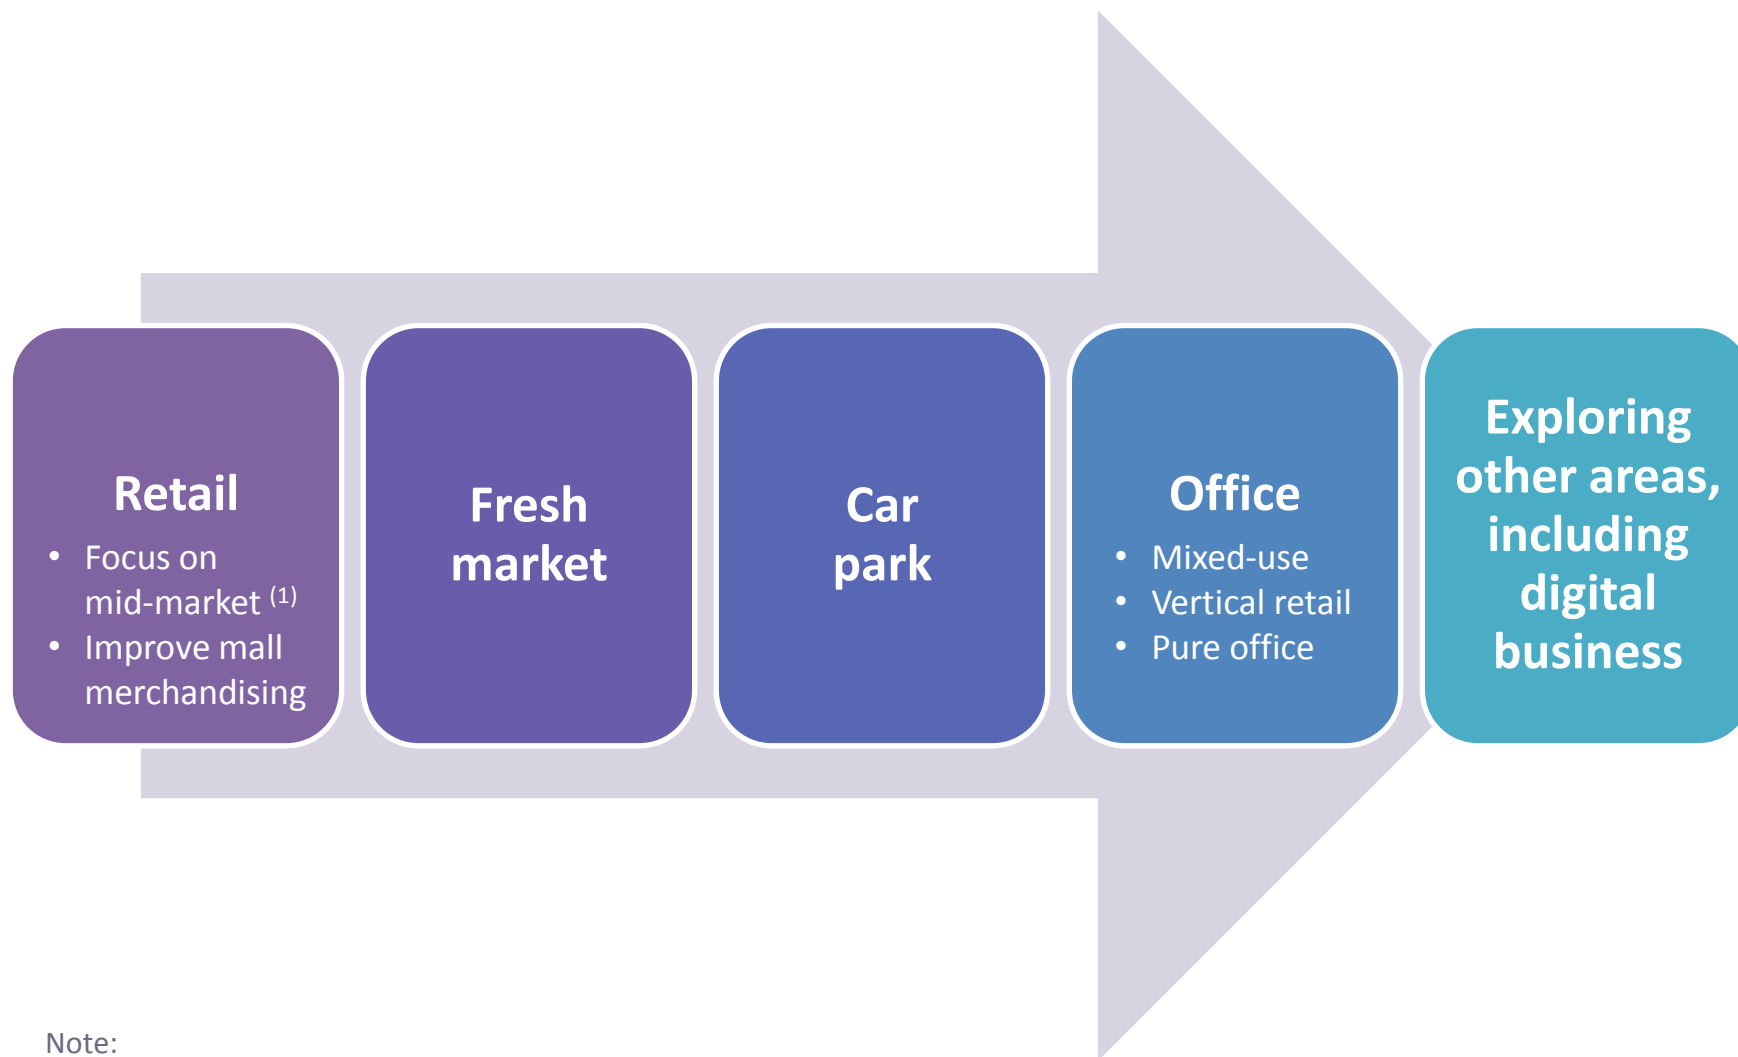 Retail
• Focus on
mid-market (1)
• Improve mall
merchandising
Fresh
market
Car
park
Office
• Mixed-use
• Vertical retail
• Pure office
Exploring
other areas,
including
digital
business
Note: